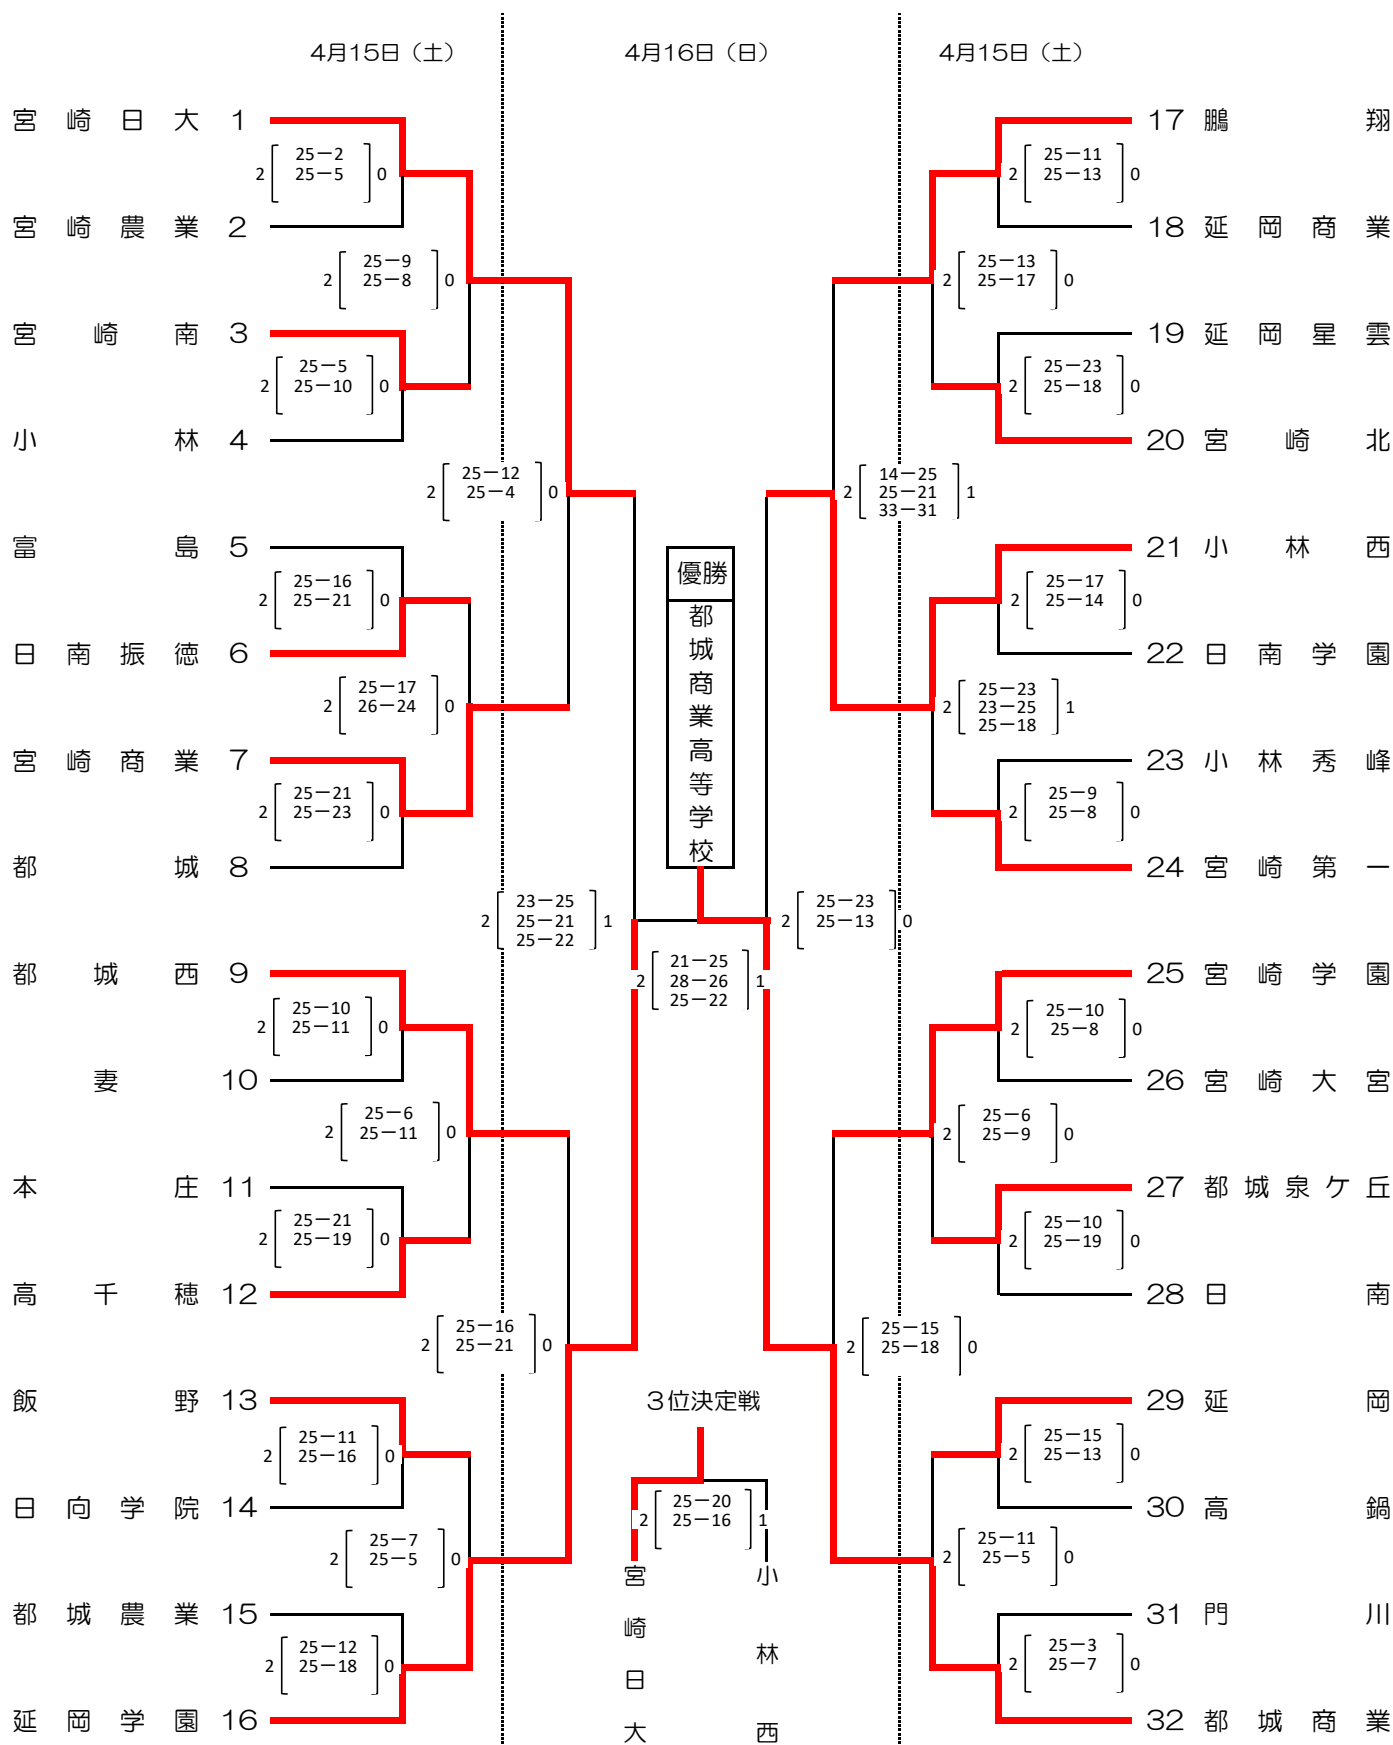 4月15日（土）
4月16日（日）
4月15日（土）
宮崎日大 1
2 25－2 0
25－5
宮崎農業 2
2 25－9 0
25－8
宮崎南 3
2 25－5 0
25－10
小林 4
2 25－12 0
25－4
富島 5
2 25－16 0
25－21
日南振徳 6
2 25－17 0
26－24
宮崎商業 7
2 25－21 0
25－23
都城 8
2 23－25 1
25－21
25－22
都城西 9
2 25－10 0
25－11
妻 10
2 25－6 0
25－11
本庄 11
2 25－21 0
25－19
高千穂 12
2 25－16 0
25－21
飯野 13
2 25－11 0
25－16
日向学院 14
2 25－7 0
25－5
都城農業 15
2 25－12 0
25－18
延岡学園 16
優勝
都城商業高等学校
2 21－25 1
28－26
25－22
3位決定戦
2 25－20 1
25－16
宮崎日大
小林西
17 鵬翔
2 25－11 0
25－13
18 延岡商業
2 25－13 0
25－17
19 延岡星雲
2 25－23 0
25－18
20 宮崎北
2 14－25 1
25－21
33－31
21 小林西
2 25－17 0
25－14
22 日南学園
2 25－23 1
23－25
25－18
23 小林秀峰
2 25－9 0
25－8
24 宮崎第一
2 25－23 0
25－13
25 宮崎学園
2 25－10 0
25－8
26 宮崎大宮
2 25－6 0
25－9
27 都城泉ケ丘
2 25－10 0
25－19
28 日南
2 25－15 0
25－18
29 延岡
2 25－15 0
25－13
30 高鍋
2 25－11 0
25－5
31 門川
2 25－3 0
25－7
32 都城商業